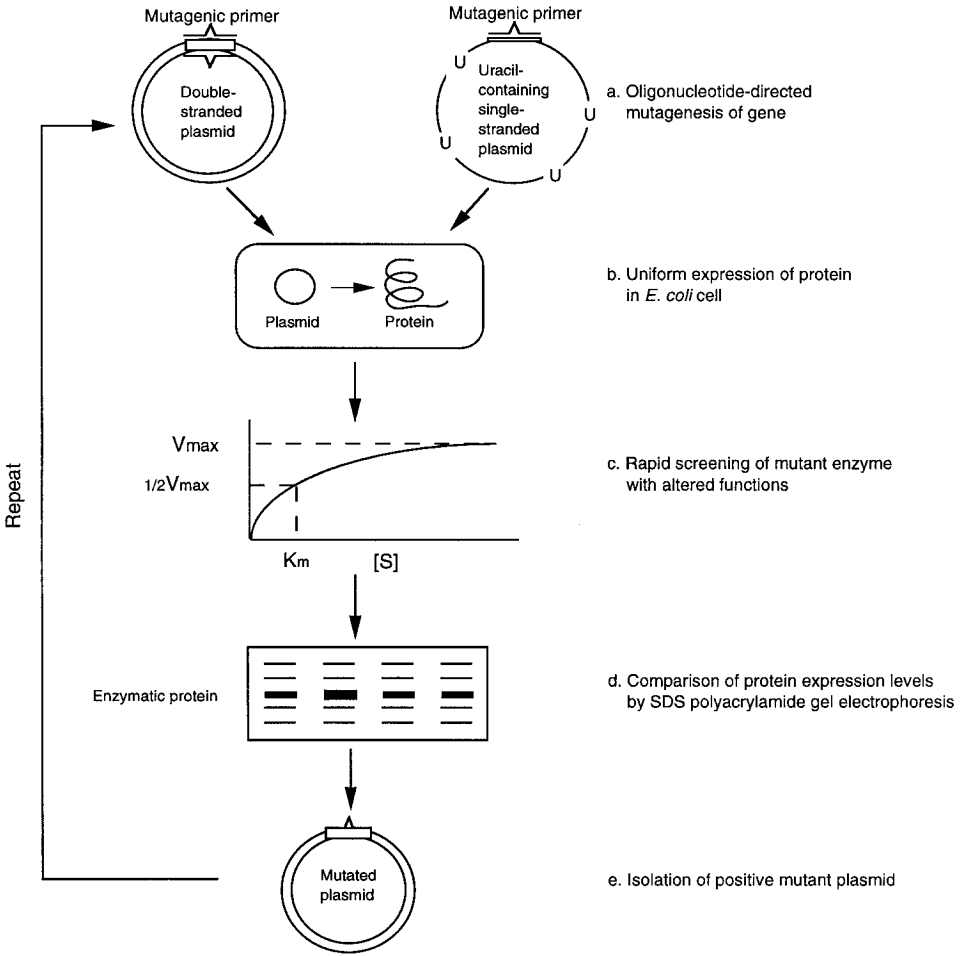 Mutagenic primer
Mutagenic primer
Double-
stranded
plasmid
Uracil-
containing
single-
stranded
plasmid
U
U
U
U
a. Oligonucleotide-directed
mutagenesis of gene
Plasmid
Protein
b. Uniform expression of protein
in E. coli cell
Vmax
1/2Vmax
Km
[S]
c. Rapid screening of mutant enzyme
with altered functions
Repeat
Enzymatic protein
d. Comparison of protein expression levels
by SDS polyacrylamide gel electrophoresis
Mutated
plasmid
e. Isolation of positive mutant plasmid